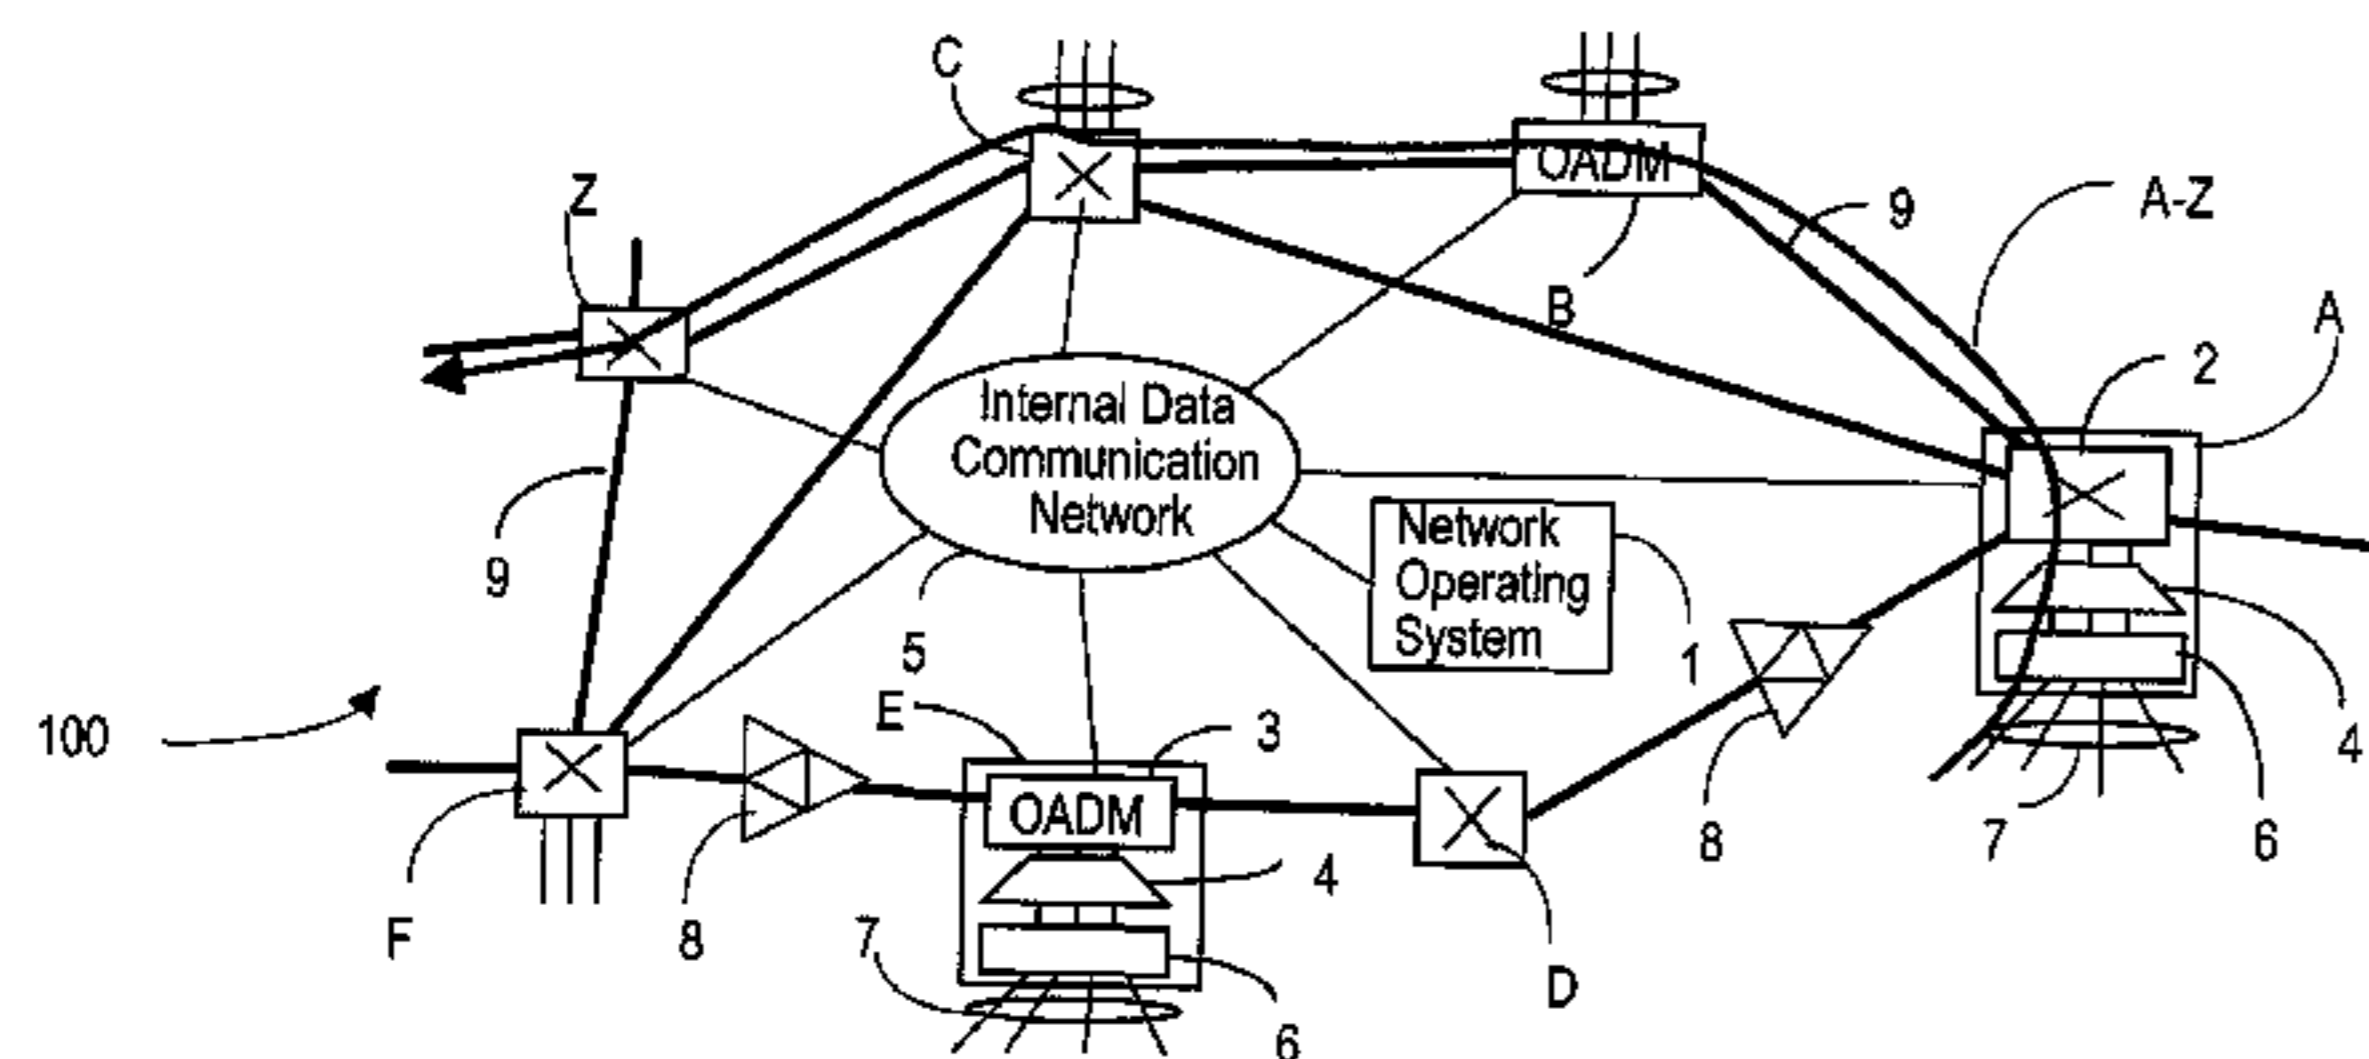 C
OADM
Z
9
A-Z
B
A
2
Internal Data
Communication
Network
Network
Operating
System
9
5
1
4
100
E
3
8
7
6
OADM
4
F
8
7
D
6